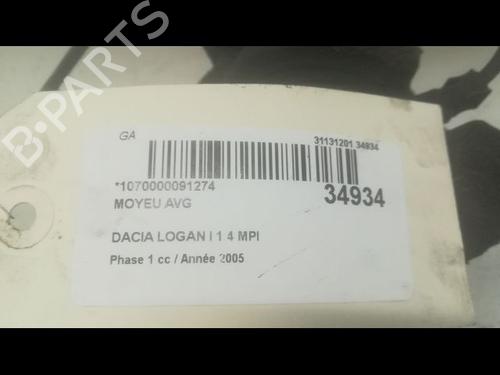 B-PARTS
GA
31131201 34934
*1070000091274
34934
MOYEU AVG
DACIA LOGAN I 1 4 MPI
Phase 1 cc / Année 2005